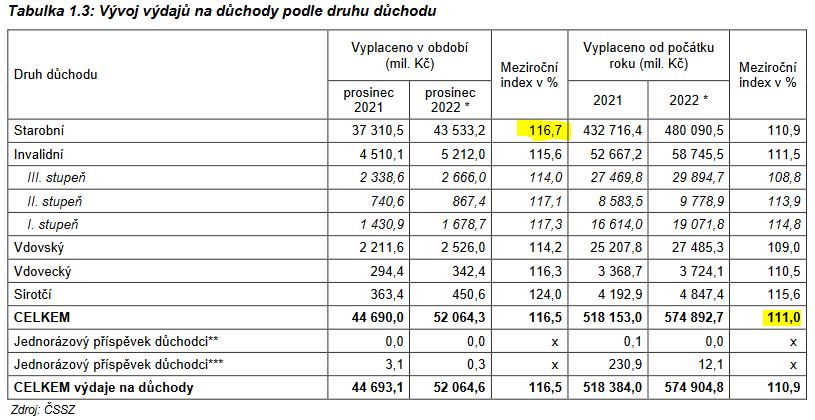 Tabulka 1.3: Vývoj výdajů na důchody podle druhu důchodu
Druh důchodu
Vyplaceno v období
(mil. Kč)
Meziroční
index v %
Vyplaceno od počátku
roku (mil. Kč)
Meziroční
index v %
prosinec
2021
prosinec
2022 *
2021
2022 *
Starobní 37 310,5 43 533,2 116,7 432 716,4 480 090,5 110,9
Invalidní 4 510,1 5 212,0 115,6 52 667,2 58 745,5 111,5
III. stupeň 2 338,6 2 666,0 114,0 27 469,8 29 894,7 108,8
II. stupeň 740,6 867,4 117,1 8 583,5 9 778,9 113,9
I. stupeň 1 430,9 1 678,7 117,3 16 614,0 19 071,8 114,8
Vdovský 2 211,6 2 526,0 114,2 25 207,8 27 485,3 109,0
Vdovecký 294,4 342,4 116,3 3 368,7 3 724,1 110,5
Sirotčí 363,4 450,6 124,0 4 192,9 4 847,4 115,6
CELKEM 44 690,0 52 064,3 116,5 518 153,0 574 892,7 111,0
Jednorázový příspěvek důchodci** 0,0 0,0 x 0,1 0,0 x
Jednorázový příspěvek důchodci*** 3,1 0,3 x 230,9 12,1 x
CELKEM výdaje na důchody 44 693,1 52 064,6 116,5 518 384,0 574 904,8 110,9
Zdroj: ČSSZ